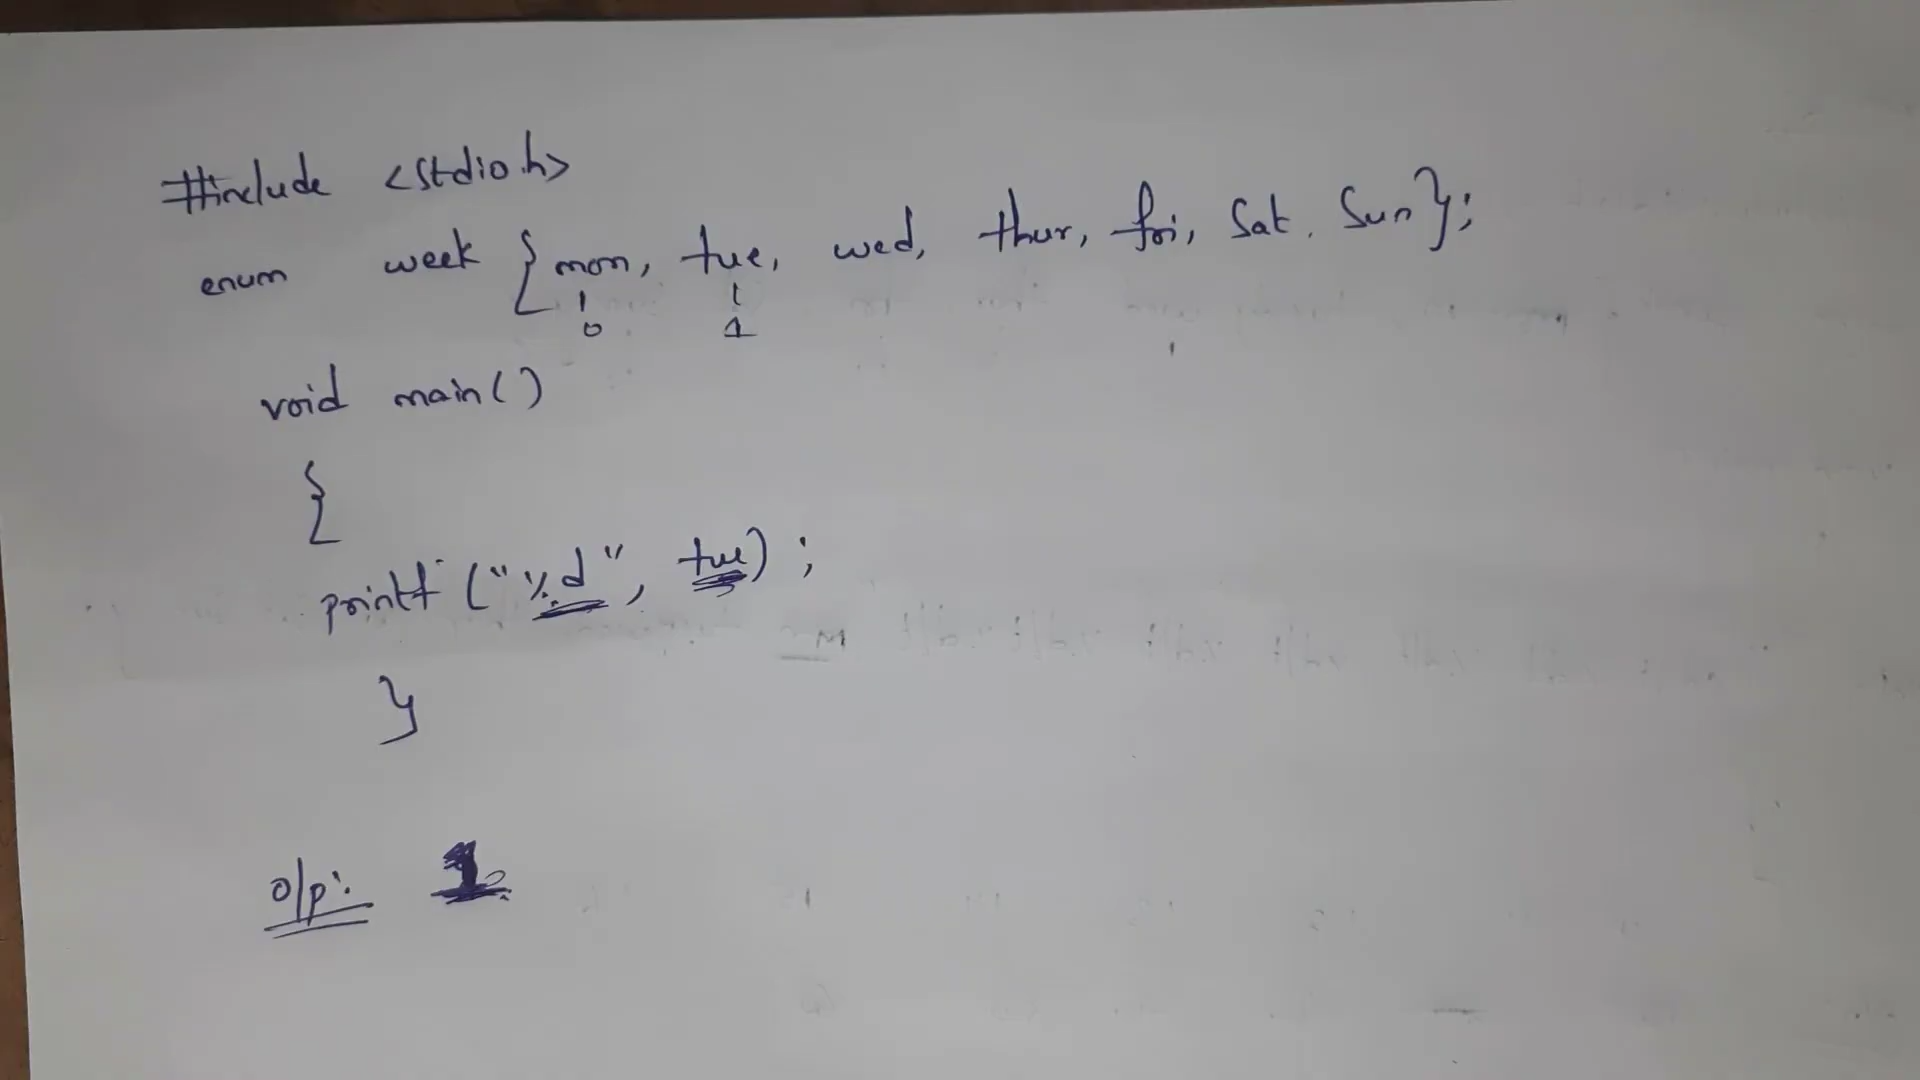 #include <stdio.h>
enum week {mon, tue, wed, thur, fri, Sat, Sun};
0 1
void main()
{
printf ("%d", tue);
}
o/p: 1